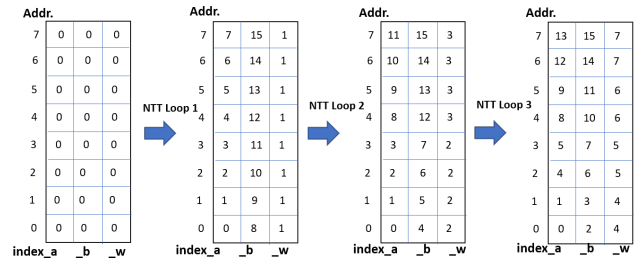 Addr. Addr. Addr. Addr.
7 0 0 0 7 7 15 1 7 11 15 3 7 13 15 7
6 0 0 0 6 6 14 1 6 10 14 3 6 12 14 7
5 0 0 0 5 5 13 1 5 9 13 3 5 9 11 6
NTT Loop 1 NTT Loop 2 NTT Loop 3
4 0 0 0 4 4 12 1 4 8 12 3 4 8 10 6
3 0 0 0 3 3 11 1 3 3 7 2 3 5 7 5
2 0 0 0 2 2 10 1 2 2 6 2 2 4 6 5
1 0 0 0 1 1 9 1 1 1 5 2 1 1 3 4
0 0 0 0 0 0 8 1 0 0 4 2 0 0 2 4
index_a _b _w index_a _b _w index_a _b _w index_a _b _w